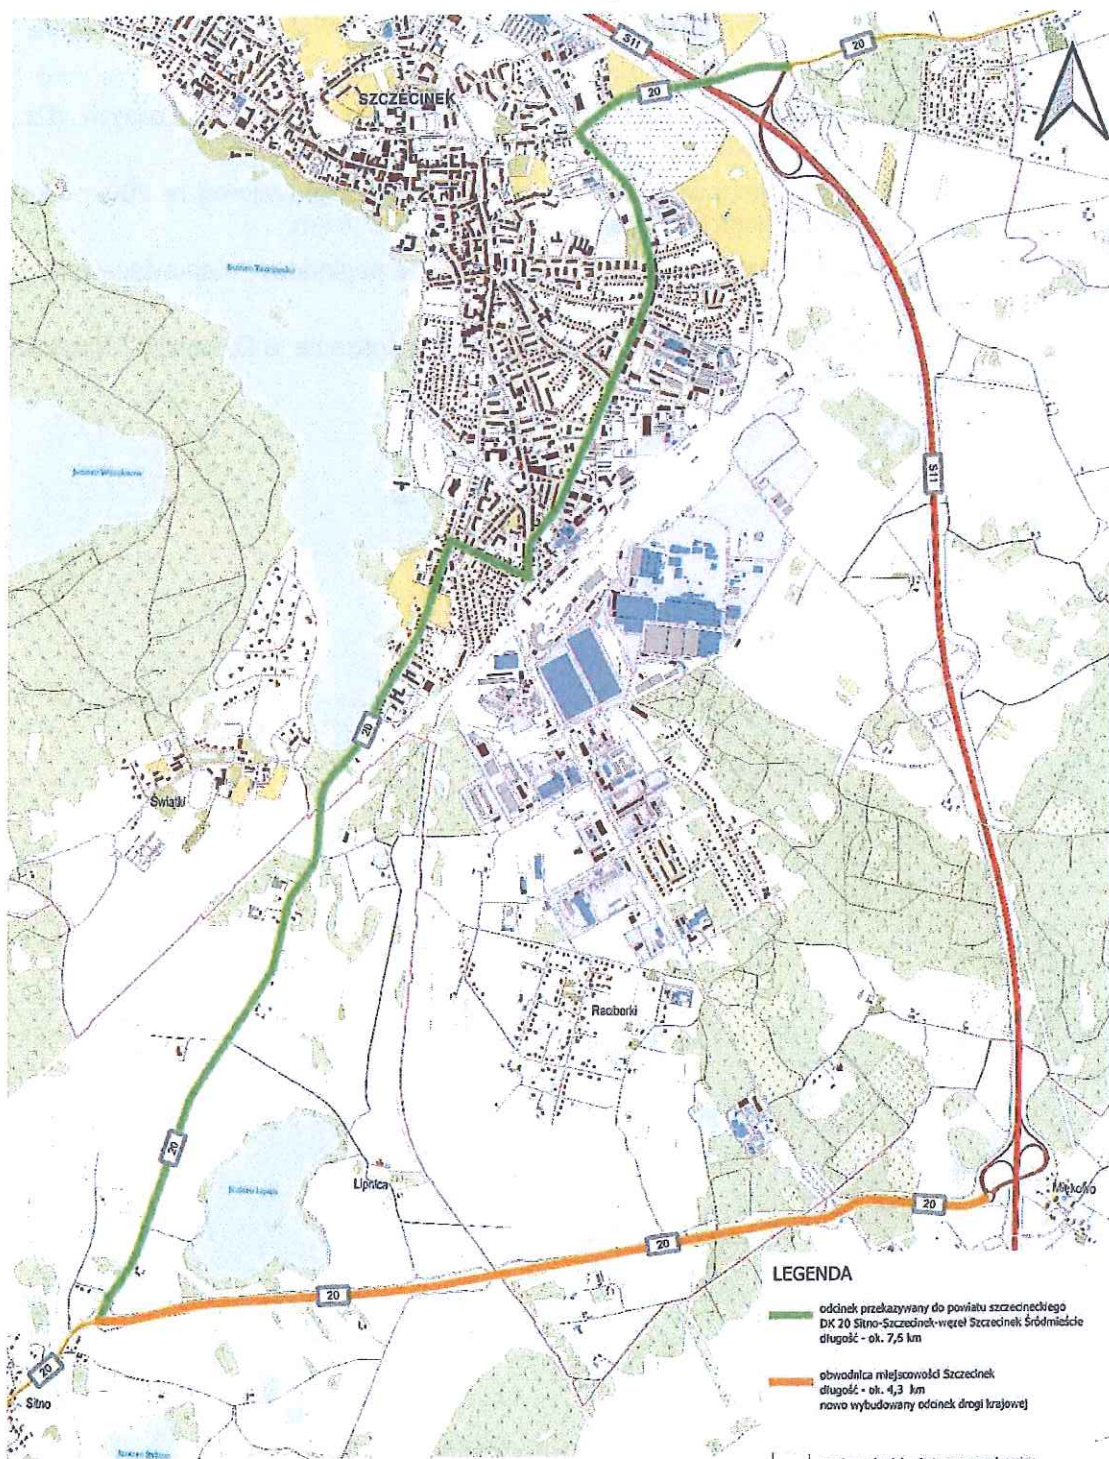 S11
20
20
SZCZECINEK
S11
20
Świątki
Raciborki
20
Lipnica
20
20
Miękowo
20
20
Sitno
LEGENDA
odcinek przekazywany do powiatu szczecineckiego
DK 20 Sitno-Szczecinek-węzeł Szczecinek Śródmieście
długość - ok. 7,5 km
obwodnica miejscowości Szczecinek
długość - ok. 4,3 km
nowo wybudowany odcinek drogi krajowej